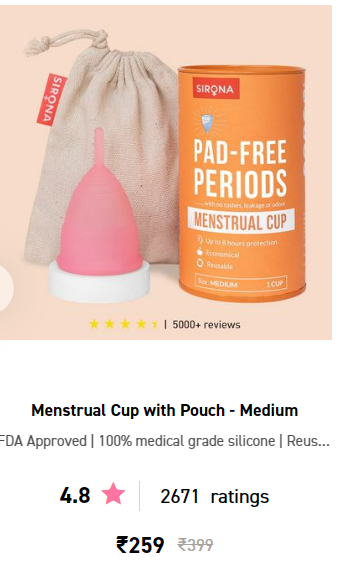 SIRONA
SIRONA
PAD-FREE
PERIODS
.....with no rashes, leakage or odour
MENSTRUAL CUP
Up to 8 hours protection
Economical
Reusable
Size: MEDIUM 1 CUP
| 5000+ reviews
Menstrual Cup with Pouch - Medium
FDA Approved | 100% medical grade silicone | Reus...
4.8 2671 ratings
₹259 ₹399